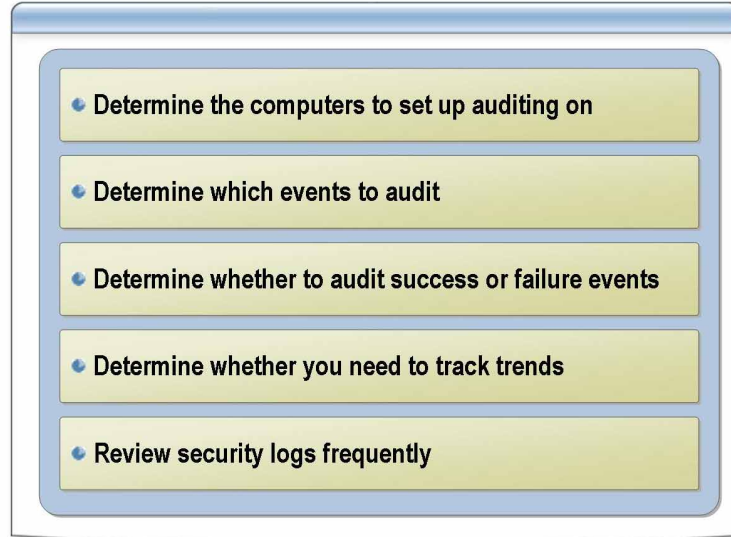 Determine the computers to set up auditing on
Determine which events to audit
Determine whether to audit success or failure events
Determine whether you need to track trends
Review security logs frequently